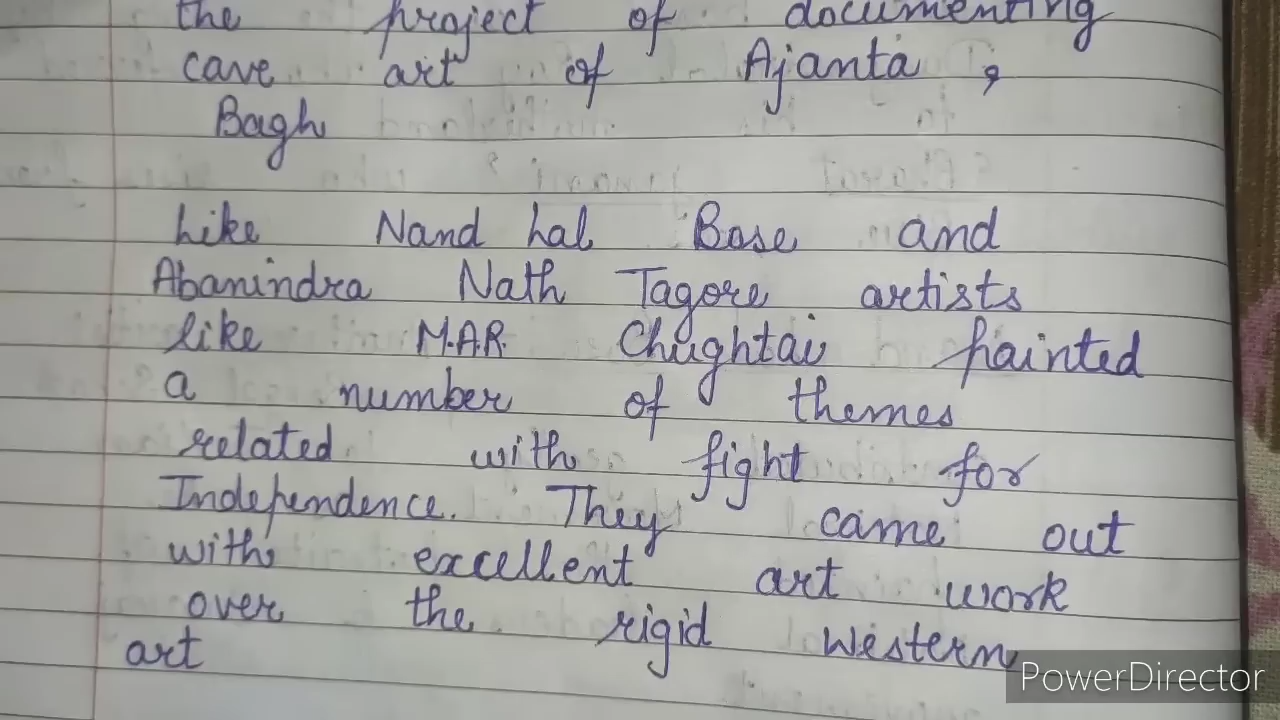 the project of documenting
cave art of Ajanta ,
Bagh
Like Nand Lal Bose and
Abanindra Nath Tagore artists
like M.A.R. Chughtai painted
a number of themes
related with fight for
Independence. They came out
with excellent art work
over the rigid western
art
PowerDirector